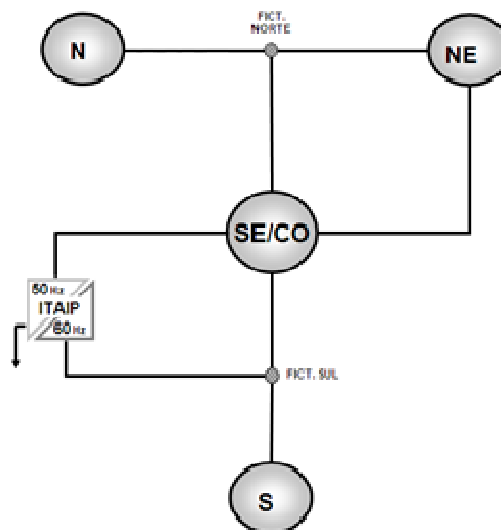 FICT.
NORTE
N
NE
SE/CO
50 Hz
ITAIP
60 Hz
FICT. SUL
S